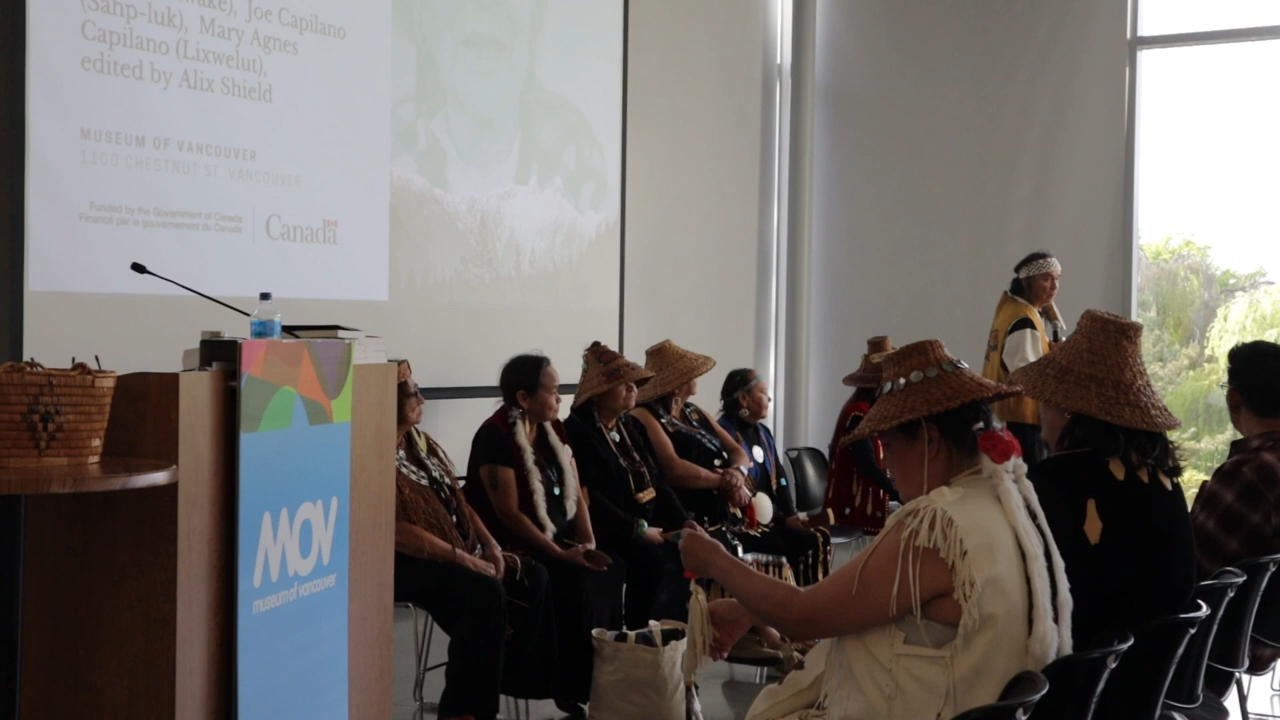 Joe Capilano
(Sahp-luk), Mary Agnes
Capilano (Lixwelut),
edited by Alix Shield
MUSEUM OF VANCOUVER
1100 CHESTNUT ST. VANCOUVER
Funded by the Government of Canada
Financé par le gouvernement du Canada
Canada
MOV
museum of vancouver